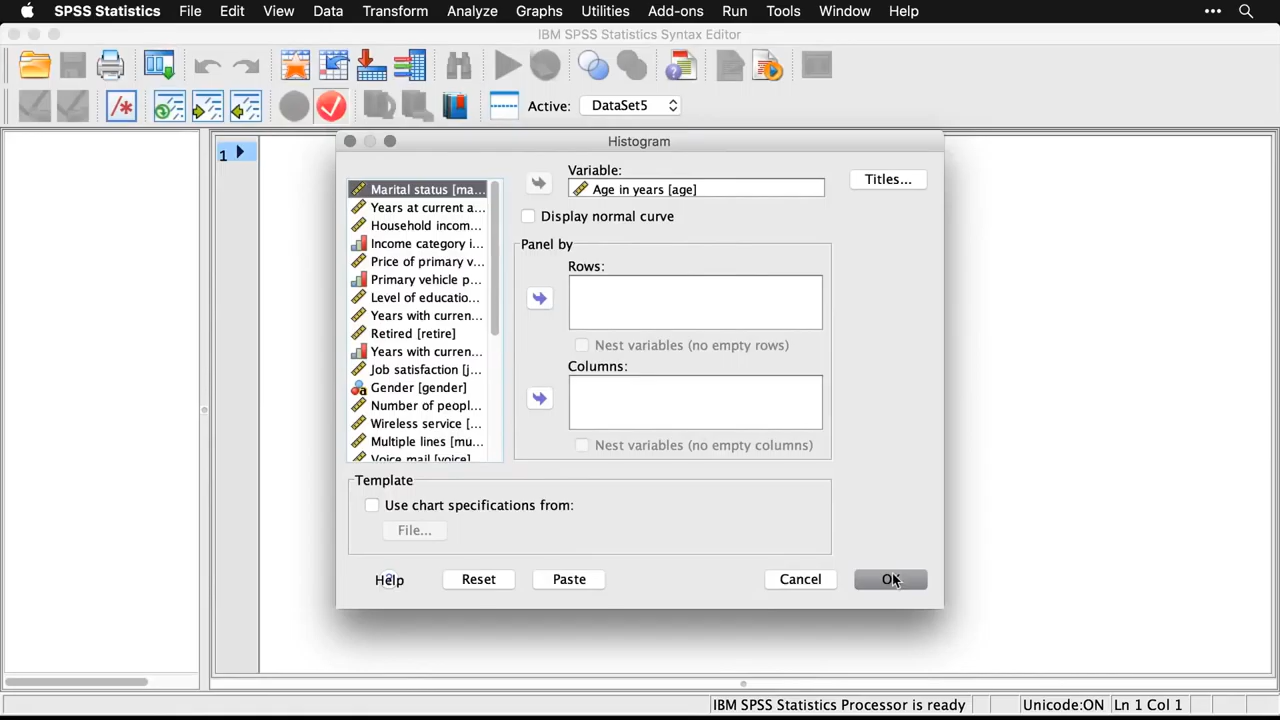 SPSS Statistics File Edit View Data Transform Analyze Graphs Utilities Add-ons Run Tools Window Help
IBM SPSS Statistics Syntax Editor
Active: DataSet5
1
Histogram
Variable:
Age in years [age]
Titles...
Display normal curve
Marital status [ma...
Years at current a...
Household incom...
Income category i...
Price of primary v...
Primary vehicle p...
Level of educatio...
Years with curren...
Retired [retire]
Years with curren...
Job satisfaction [j...
Gender [gender]
Number of peopl...
Wireless service [...
Multiple lines [mu...
Voice mail [voice]
Panel by
Rows:
Nest variables (no empty rows)
Columns:
Nest variables (no empty columns)
Template
Use chart specifications from:
File...
Help Reset Paste Cancel OK
IBM SPSS Statistics Processor is ready Unicode:ON Ln 1 Col 1